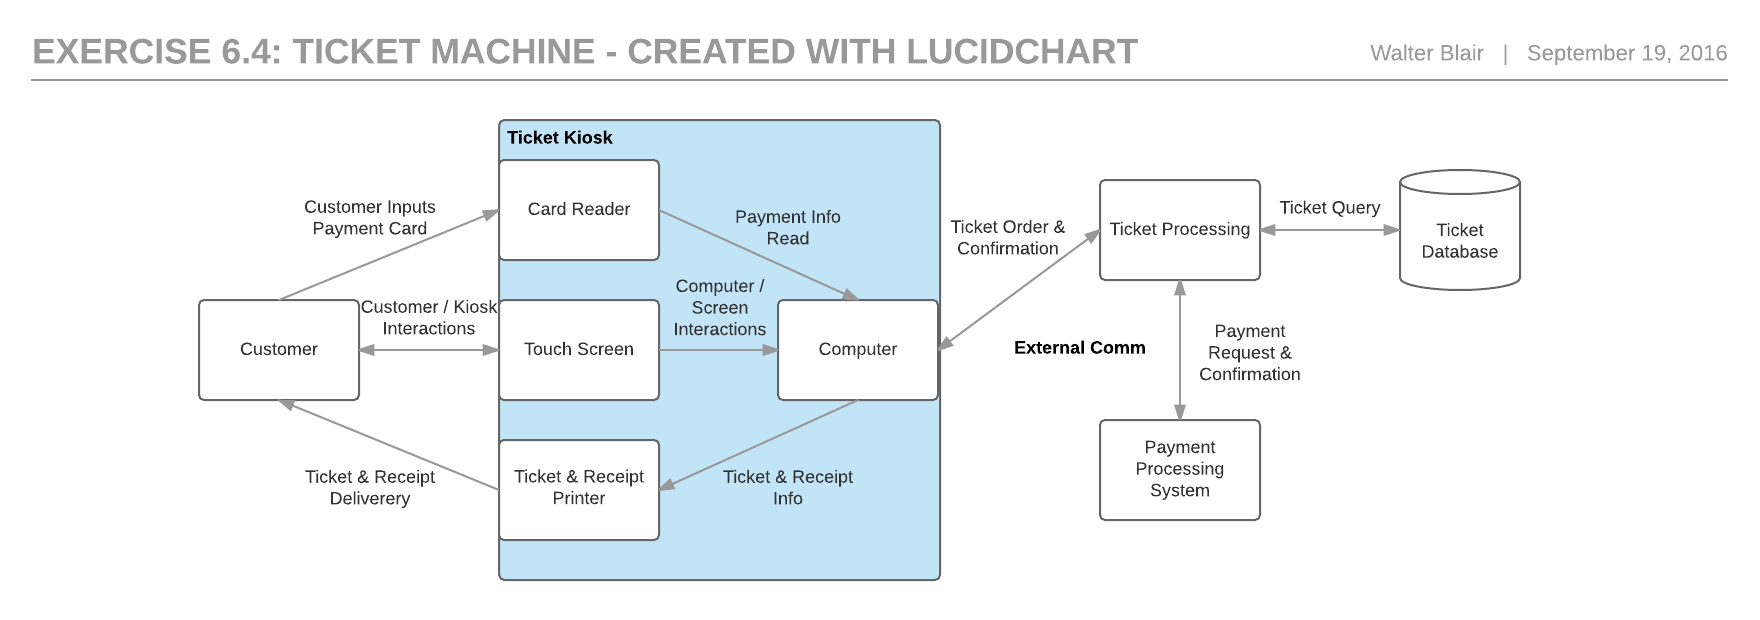 EXERCISE 6.4: TICKET MACHINE - CREATED WITH LUCIDCHART
Walter Blair | September 19, 2016
Ticket Kiosk
Customer Inputs
Payment Card
Card Reader
Payment Info
Read
Ticket Order &
Confirmation
Ticket Processing
Ticket Query
Ticket
Database
Customer
Customer / Kiosk
Interactions
Touch Screen
Computer /
Screen
Interactions
Computer
External Comm
Payment
Request &
Confirmation
Ticket & Receipt
Deliverery
Ticket & Receipt
Printer
Ticket & Receipt
Info
Payment
Processing
System